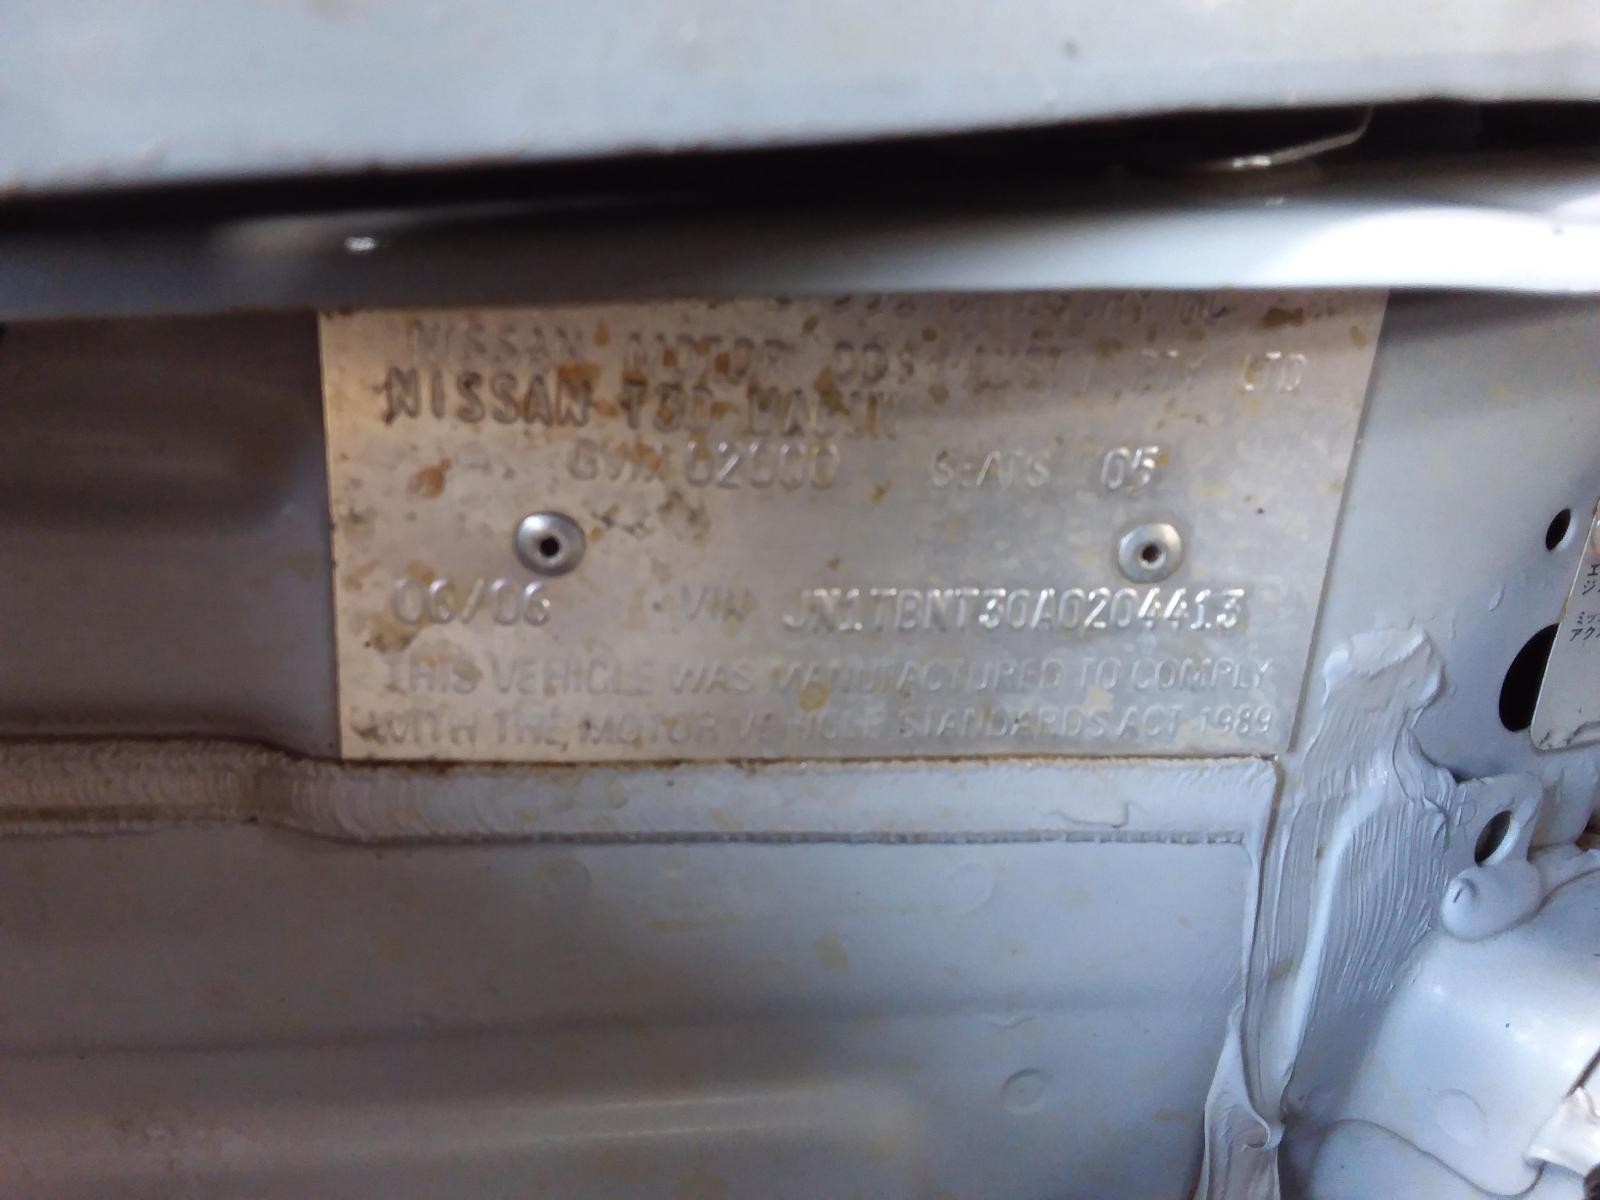 NISSAN MOTOR CO. (AUST.) PTY LTD
NISSAN T30 WAGON
GVM 02000 SEATS 05
06/06 VIN JN1TBNT30A0204413
THIS VEHICLE WAS MANUFACTURED TO COMPLY
WITH THE MOTOR VEHICLE STANDARDS ACT 1989